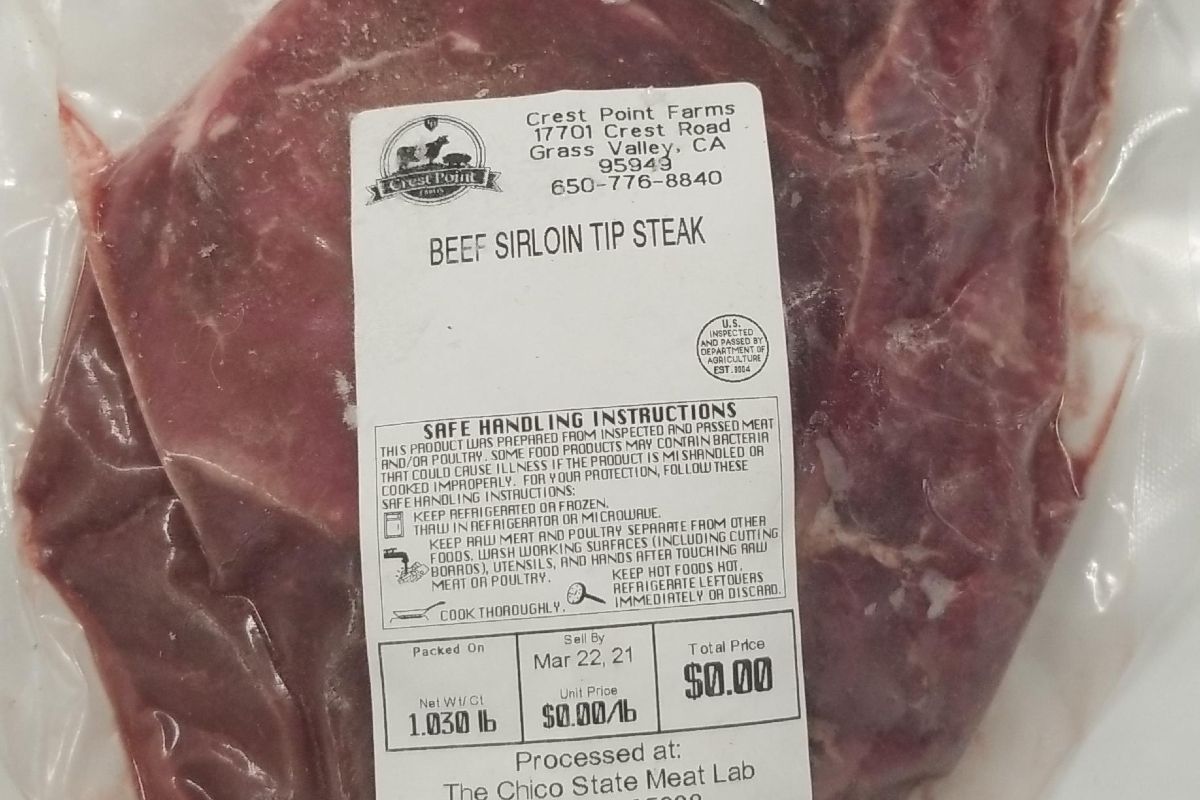 Crest Point Farms
17701 Crest Road
Grass Valley, CA
95949
650-776-8840
Crest Point
FARMS
BEEF SIRLOIN TIP STEAK
U.S.
INSPECTED
AND PASSED BY
DEPARTMENT OF
AGRICULTURE
EST. 9004
SAFE HANDLING INSTRUCTIONS
THIS PRODUCT WAS PREPARED FROM INSPECTED AND PASSED MEAT
AND/OR POULTRY. SOME FOOD PRODUCTS MAY CONTAIN BACTERIA
THAT COULD CAUSE ILLNESS IF THE PRODUCT IS MISHANDLED OR
COOKED IMPROPERLY. FOR YOUR PROTECTION, FOLLOW THESE
SAFE HANDLING INSTRUCTIONS:
KEEP REFRIGERATED OR FROZEN.
THAW IN REFRIGERATOR OR MICROWAVE.
KEEP RAW MEAT AND POULTRY SEPARATE FROM OTHER
FOODS. WASH WORKING SURFACES (INCLUDING CUTTING
BOARDS), UTENSILS, AND HANDS AFTER TOUCHING RAW
MEAT OR POULTRY.
KEEP HOT FOODS HOT.
REFRIGERATE LEFTOVERS
IMMEDIATELY OR DISCARD.
COOK THOROUGHLY.
Packed On
Sell By
Mar 22, 21
Total Price
$0.00
Net Wt/Ct
1.030 lb
Unit Price
$0.00/lb
Processed at:
The Chico State Meat Lab